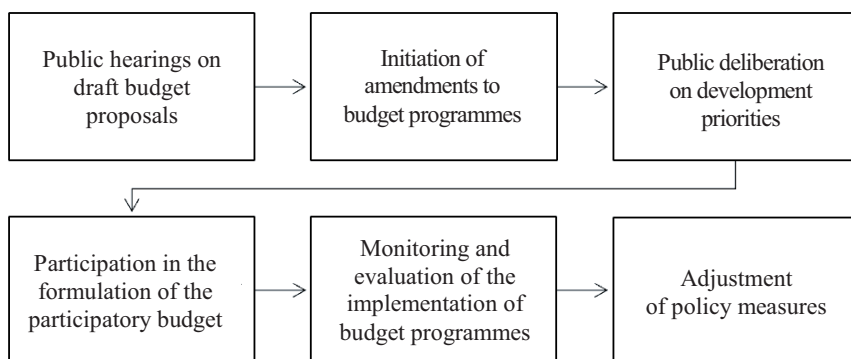 Public hearings on
draft budget
proposals
Initiation of
amendments to
budget programmes
Public deliberation
on development
priorities
Participation in the
formulation of the
participatory budget
Monitoring and
evaluation of the
implementation of
budget programmes
Adjustment
of policy measures